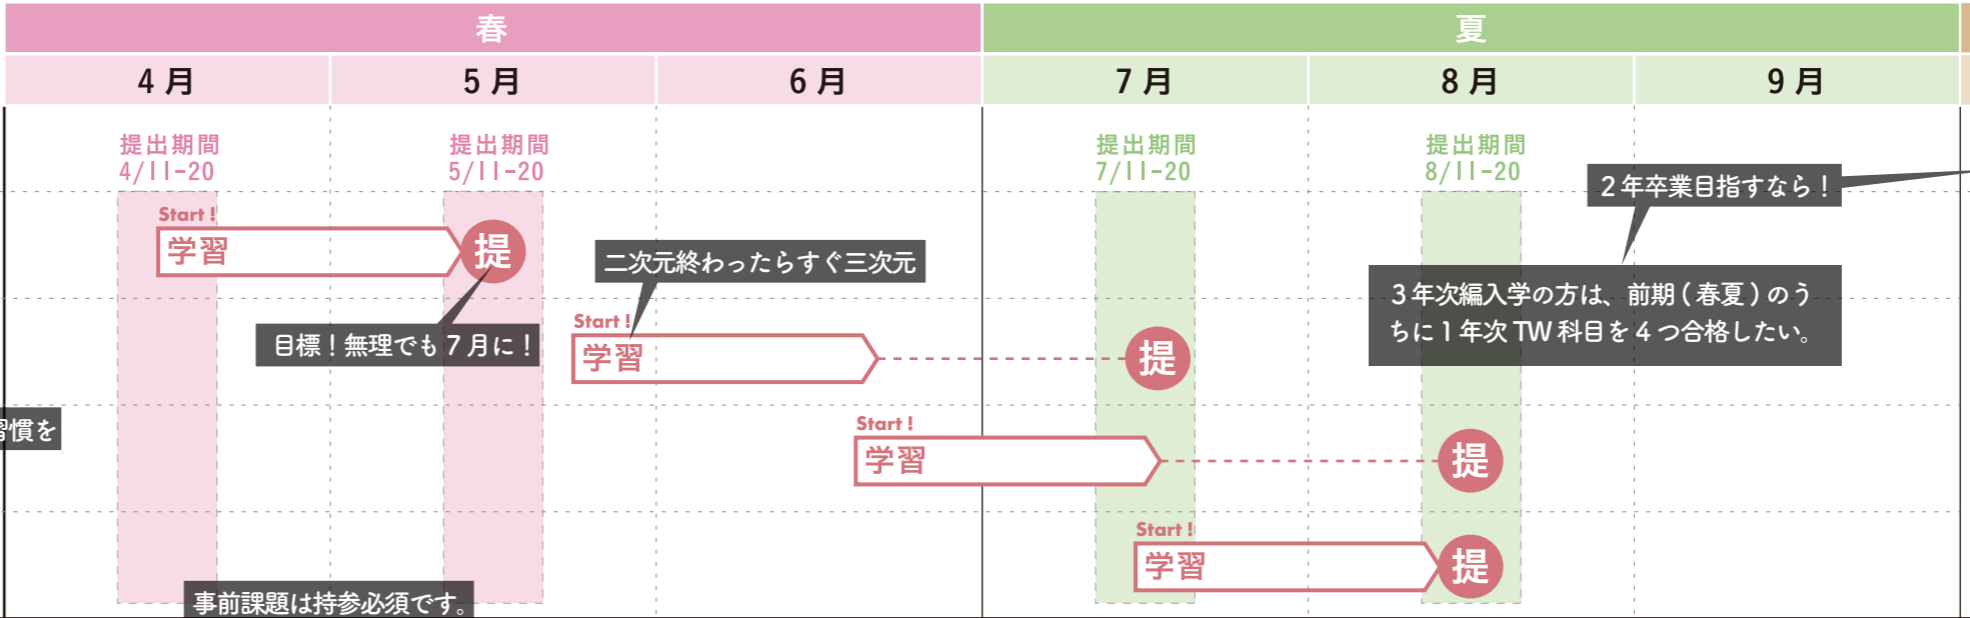 春
夏
4月
5月
6月
7月
8月
9月
提出期間
4/11-20
提出期間
5/11-20
提出期間
7/11-20
提出期間
8/11-20
2年卒業目指すなら！
Start !
学習
提
二次元終わったらすぐ三次元
3年次編入学の方は、前期(春夏)のう
ちに1年次TW科目を4つ合格したい。
目標！無理でも7月に！
Start !
学習
提
習慣を
Start !
学習
提
Start !
学習
提
事前課題は持参必須です。